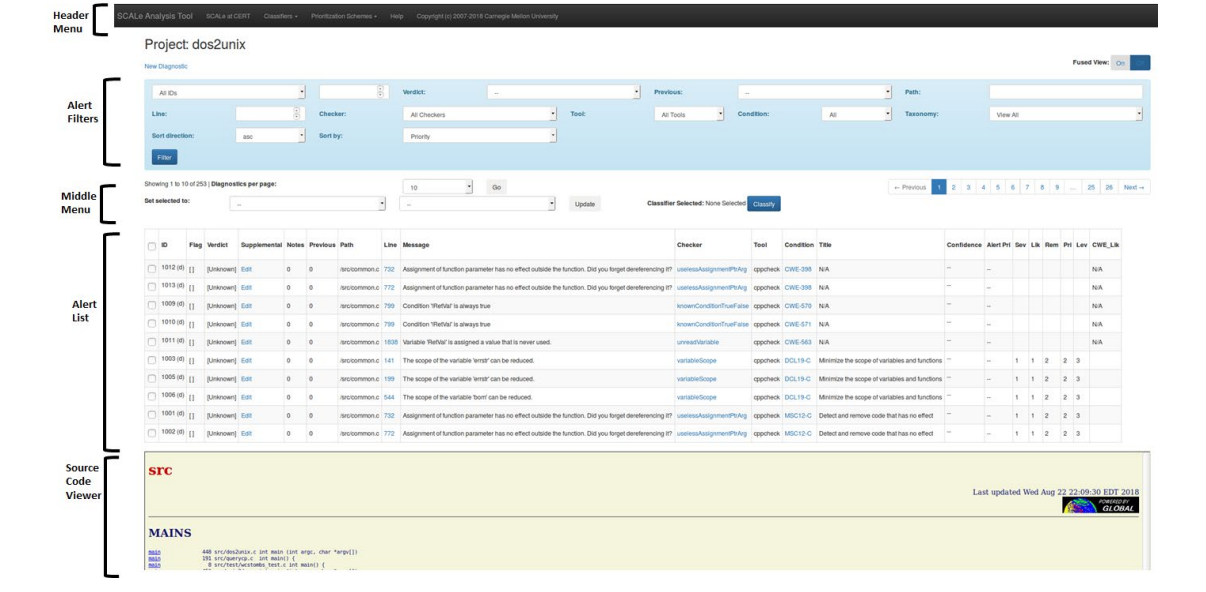 Header Menu
SCALe Analysis Tool SCALe at CERT Classifiers Prioritization Schemes Help Copyright (c) 2007-2018 Carnegie Mellon University
Project: dos2unix
New Diagnostic
Fused View: On
Alert Filters
All IDs Verdict: -- Previous: -- Path:
Line: Checker: All Checkers Tool: All Tools Condition: All Taxonomy: View All
Sort direction: asc Sort by: Priority
Filter
Middle Menu
Showing 1 to 10 of 253 | Diagnostics per page: 10 Go ← Previous 1 2 3 4 5 6 7 8 9 ... 25 26 Next →
Set selected to: -- -- Update Classifier Selected: None Selected Classify
Alert List
ID Flag Verdict Supplemental Notes Previous Path Line Message Checker Tool Condition Title Confidence Alert Pri Sev Lik Rem Pri Lev CWE_Lik
1012 (d) [ ] [Unknown] Edit 0 0 /src/common.c 732 Assignment of function parameter has no effect outside the function. Did you forget dereferencing it? uselessAssignmentPtrArg cppcheck CWE-398 N/A -- -- N/A
1013 (d) [ ] [Unknown] Edit 0 0 /src/common.c 772 Assignment of function parameter has no effect outside the function. Did you forget dereferencing it? uselessAssignmentPtrArg cppcheck CWE-398 N/A -- -- N/A
1009 (d) [ ] [Unknown] Edit 0 0 /src/common.c 799 Condition '!RetVal' is always true knownConditionTrueFalse cppcheck CWE-570 N/A -- -- N/A
1010 (d) [ ] [Unknown] Edit 0 0 /src/common.c 799 Condition '!RetVal' is always true knownConditionTrueFalse cppcheck CWE-571 N/A -- -- N/A
1011 (d) [ ] [Unknown] Edit 0 0 /src/common.c 1838 Variable 'RetVal' is assigned a value that is never used. unreadVariable cppcheck CWE-563 N/A -- -- N/A
1003 (d) [ ] [Unknown] Edit 0 0 /src/common.c 141 The scope of the variable 'errstr' can be reduced. variableScope cppcheck DCL19-C Minimize the scope of variables and functions -- -- 1 1 2 2 3
1005 (d) [ ] [Unknown] Edit 0 0 /src/common.c 199 The scope of the variable 'errstr' can be reduced. variableScope cppcheck DCL19-C Minimize the scope of variables and functions -- -- 1 1 2 2 3
1006 (d) [ ] [Unknown] Edit 0 0 /src/common.c 544 The scope of the variable 'bom' can be reduced. variableScope cppcheck DCL19-C Minimize the scope of variables and functions -- -- 1 1 2 2 3
1001 (d) [ ] [Unknown] Edit 0 0 /src/common.c 732 Assignment of function parameter has no effect outside the function. Did you forget dereferencing it? uselessAssignmentPtrArg cppcheck MSC12-C Detect and remove code that has no effect -- -- 1 1 2 2 3
1002 (d) [ ] [Unknown] Edit 0 0 /src/common.c 772 Assignment of function parameter has no effect outside the function. Did you forget dereferencing it? uselessAssignmentPtrArg cppcheck MSC12-C Detect and remove code that has no effect -- -- 1 1 2 2 3
Source Code Viewer
src
Last updated Wed Aug 22 22:09:30 EDT 2018
POWERED BY GLOBAL
MAINS
main 448 src/dos2unix.c int main (int argc, char *argv[])
main 191 src/querycp.c int main() {
main 8 src/test/wcstombs_test.c int main() {